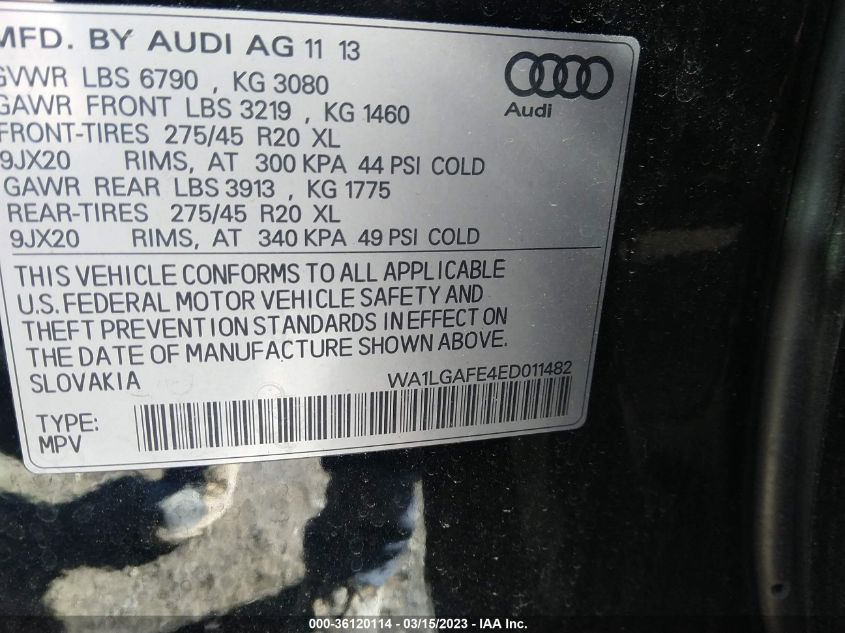 MFD. BY AUDI AG 11 13
GVWR LBS 6790 , KG 3080
GAWR FRONT LBS 3219 , KG 1460
FRONT-TIRES 275/45 R20 XL
9JX20 RIMS, AT 300 KPA 44 PSI COLD
GAWR REAR LBS 3913 , KG 1775
REAR-TIRES 275/45 R20 XL
9JX20 RIMS, AT 340 KPA 49 PSI COLD
Audi
THIS VEHICLE CONFORMS TO ALL APPLICABLE
U.S. FEDERAL MOTOR VEHICLE SAFETY AND
THEFT PREVENTION STANDARDS IN EFFECT ON
THE DATE OF MANUFACTURE SHOWN ABOVE.
SLOVAKIA WA1LGAFE4ED011482
TYPE:
MPV
000-36120114 - 03/15/2023 - IAA Inc.